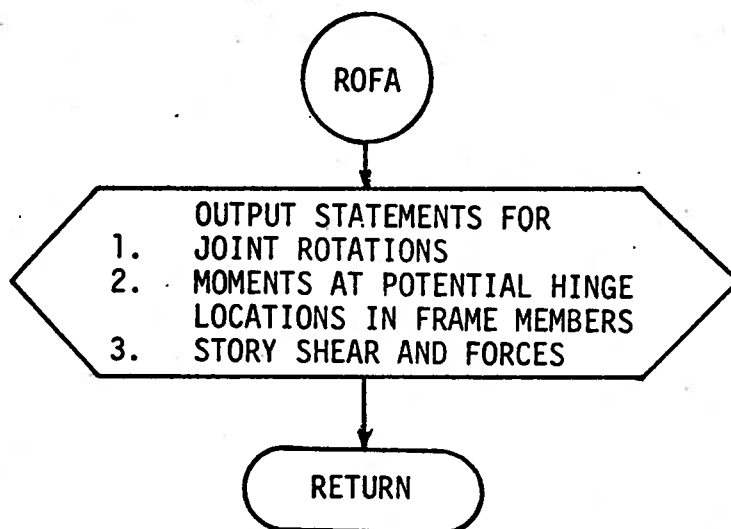 ROFA
OUTPUT STATEMENTS FOR
1. JOINT ROTATIONS
2. MOMENTS AT POTENTIAL HINGE
LOCATIONS IN FRAME MEMBERS
3. STORY SHEAR AND FORCES
RETURN